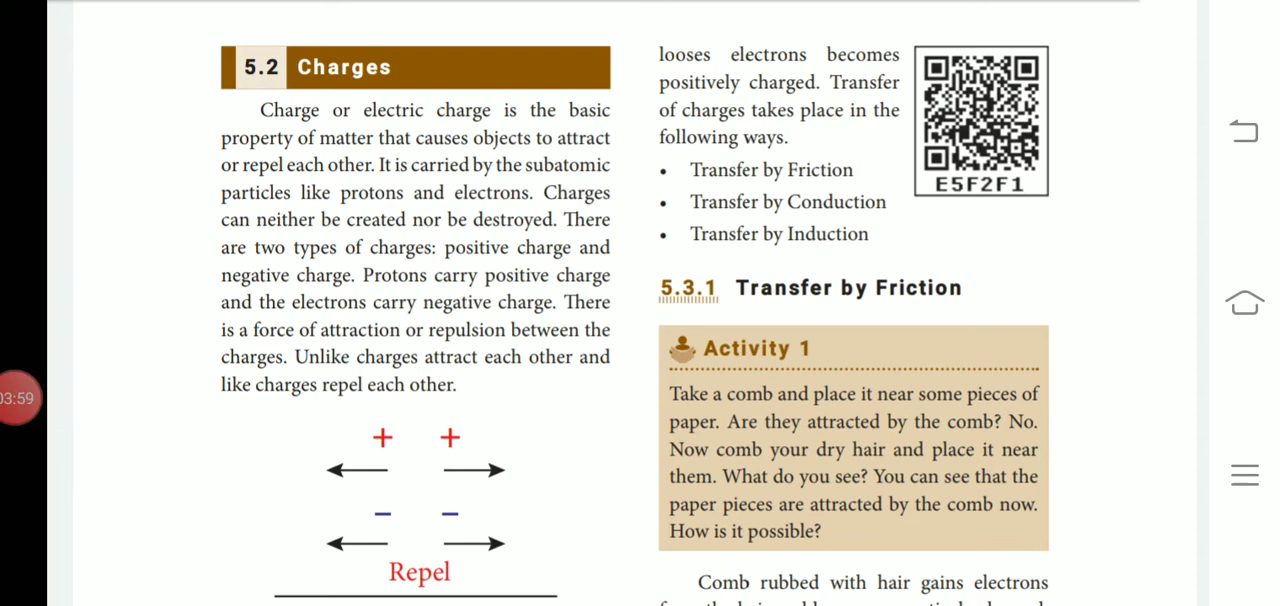 5.2 Charges
Charge or electric charge is the basic
property of matter that causes objects to attract
or repel each other. It is carried by the subatomic
particles like protons and electrons. Charges
can neither be created nor be destroyed. There
are two types of charges: positive charge and
negative charge. Protons carry positive charge
and the electrons carry negative charge. There
is a force of attraction or repulsion between the
charges. Unlike charges attract each other and
like charges repel each other.
+ +
− −
Repel
looses electrons becomes
positively charged. Transfer
of charges takes place in the
following ways.
• Transfer by Friction
• Transfer by Conduction
• Transfer by Induction
E5F2F1
5.3.1 Transfer by Friction
Activity 1
Take a comb and place it near some pieces of
paper. Are they attracted by the comb? No.
Now comb your dry hair and place it near
them. What do you see? You can see that the
paper pieces are attracted by the comb now.
How is it possible?
Comb rubbed with hair gains electrons
03:59